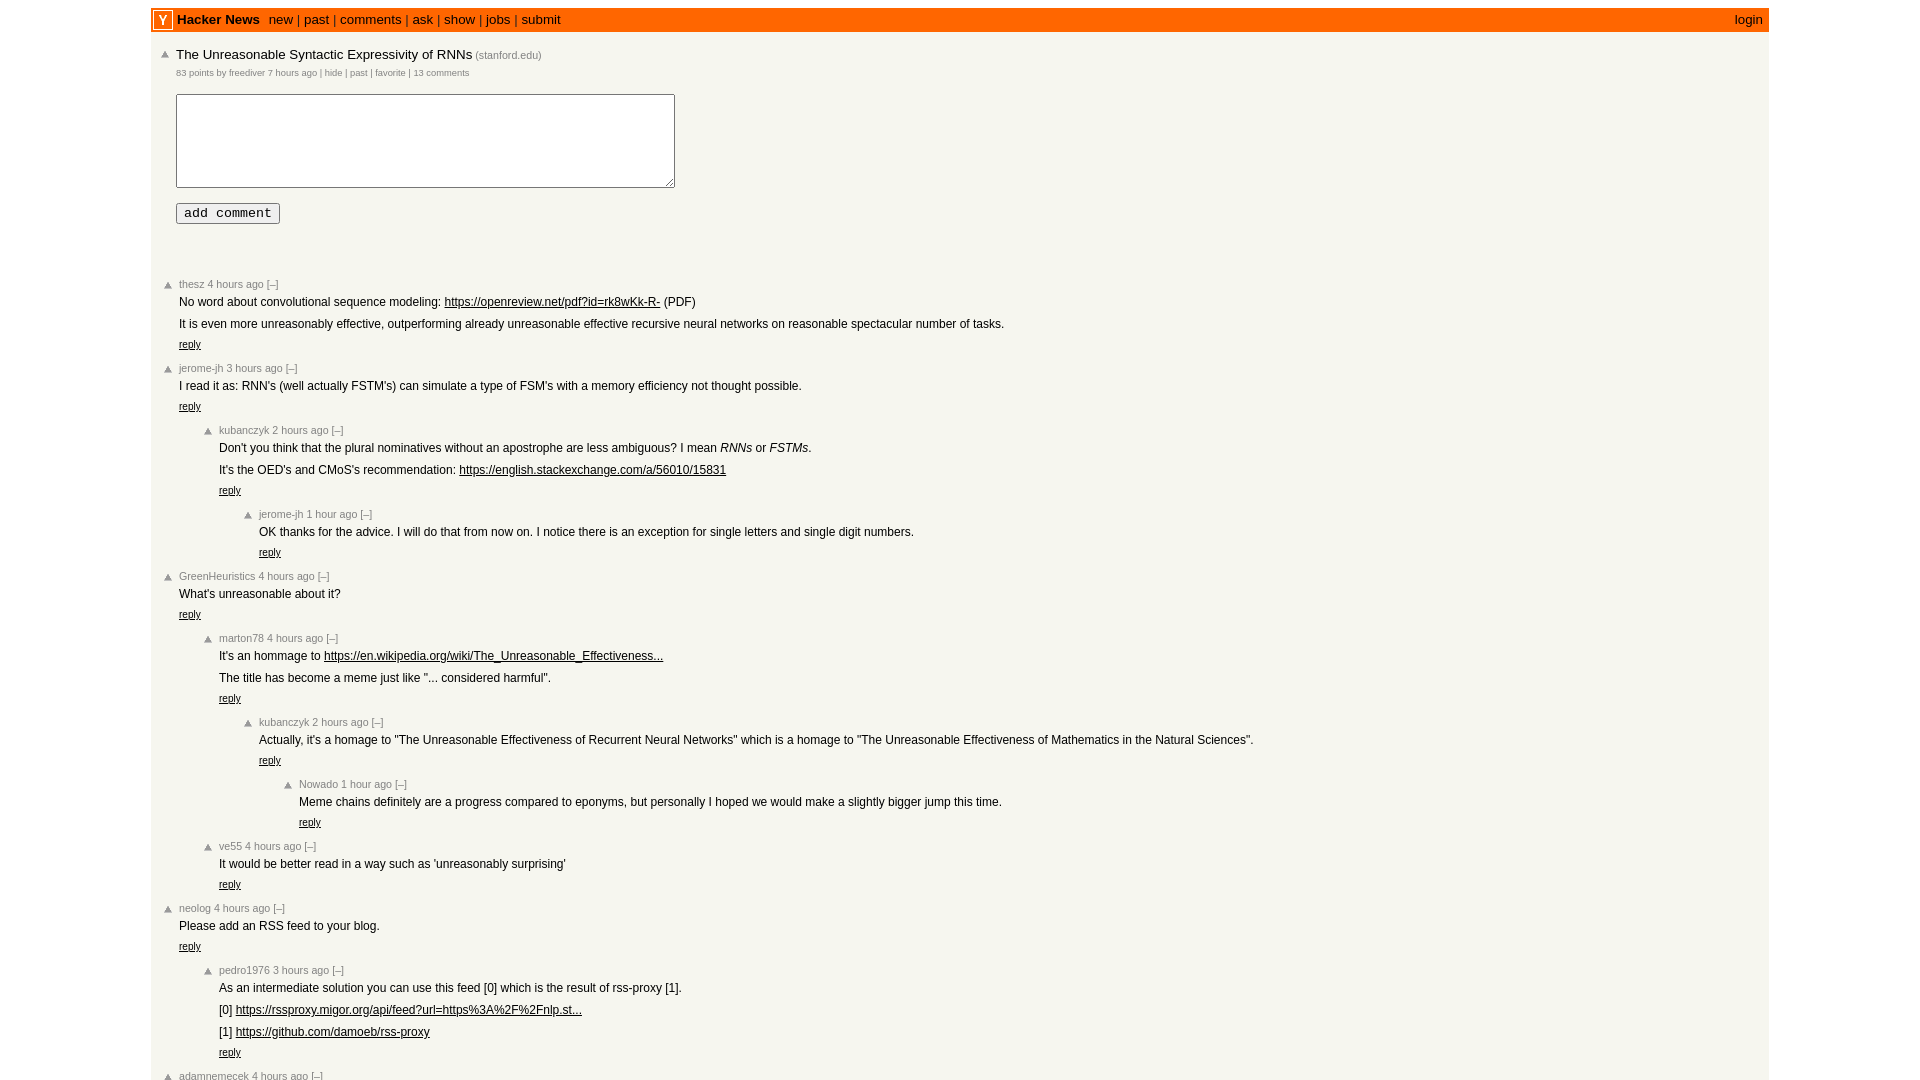 Y Hacker News new | past | comments | ask | show | jobs | submit login
The Unreasonable Syntactic Expressivity of RNNs (stanford.edu)
83 points by freediver 7 hours ago | hide | past | favorite | 13 comments
add comment
thesz 4 hours ago [–]
No word about convolutional sequence modeling: https://openreview.net/pdf?id=rk8wKk-R- (PDF)
It is even more unreasonably effective, outperforming already unreasonable effective recursive neural networks on reasonable spectacular number of tasks.
reply
jerome-jh 3 hours ago [–]
I read it as: RNN's (well actually FSTM's) can simulate a type of FSM's with a memory efficiency not thought possible.
reply
kubanczyk 2 hours ago [–]
Don't you think that the plural nominatives without an apostrophe are less ambiguous? I mean RNNs or FSTMs.
It's the OED's and CMoS's recommendation: https://english.stackexchange.com/a/56010/15831
reply
jerome-jh 1 hour ago [–]
OK thanks for the advice. I will do that from now on. I notice there is an exception for single letters and single digit numbers.
reply
GreenHeuristics 4 hours ago [–]
What's unreasonable about it?
reply
marton78 4 hours ago [–]
It's an hommage to https://en.wikipedia.org/wiki/The_Unreasonable_Effectiveness...
The title has become a meme just like "... considered harmful".
reply
kubanczyk 2 hours ago [–]
Actually, it's a homage to "The Unreasonable Effectiveness of Recurrent Neural Networks" which is a homage to "The Unreasonable Effectiveness of Mathematics in the Natural Sciences".
reply
Nowado 1 hour ago [–]
Meme chains definitely are a progress compared to eponyms, but personally I hoped we would make a slightly bigger jump this time.
reply
ve55 4 hours ago [–]
It would be better read in a way such as 'unreasonably surprising'
reply
neolog 4 hours ago [–]
Please add an RSS feed to your blog.
reply
pedro1976 3 hours ago [–]
As an intermediate solution you can use this feed [0] which is the result of rss-proxy [1].
[0] https://rssproxy.migor.org/api/feed?url=https%3A%2F%2Fnlp.st...
[1] https://github.com/damoeb/rss-proxy
reply
adamnemecek 4 hours ago [–]